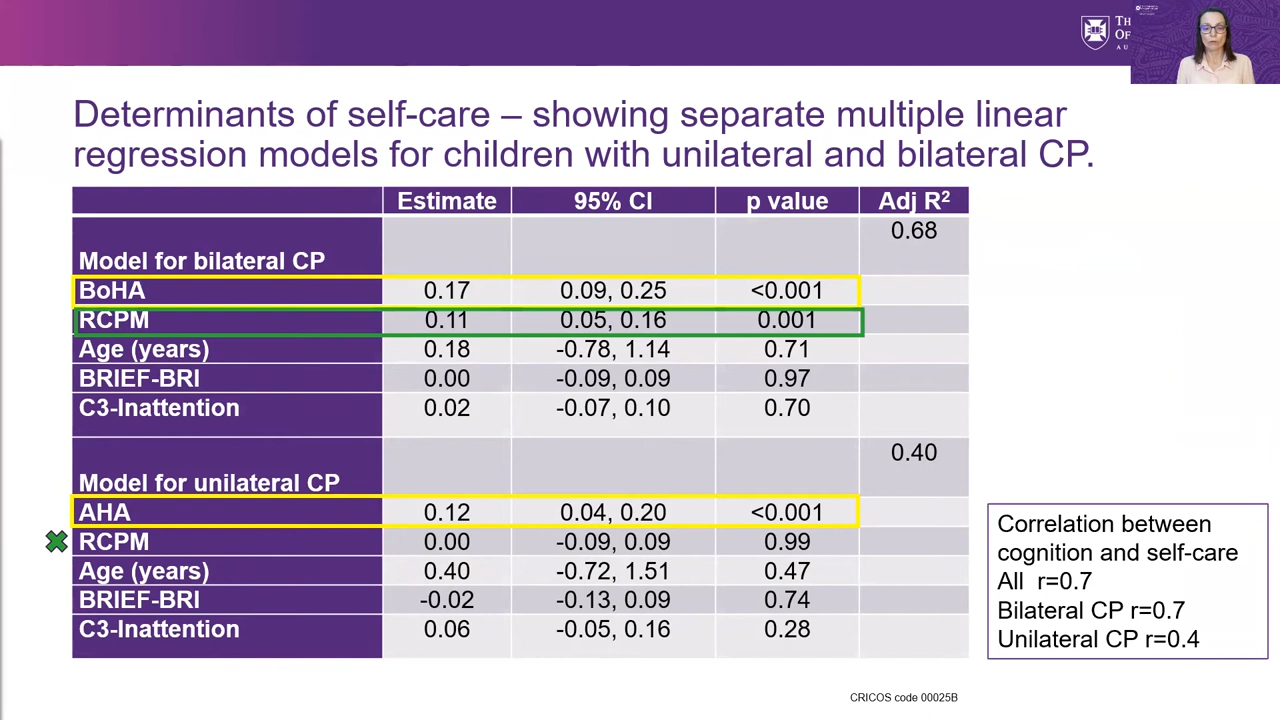 Th
Of
A U
Determinants of self-care – showing separate multiple linear
regression models for children with unilateral and bilateral CP.
Estimate 95% CI p value Adj R²
Model for bilateral CP 0.68
BoHA 0.17 0.09, 0.25 <0.001
RCPM 0.11 0.05, 0.16 0.001
Age (years) 0.18 -0.78, 1.14 0.71
BRIEF-BRI 0.00 -0.09, 0.09 0.97
C3-Inattention 0.02 -0.07, 0.10 0.70
Model for unilateral CP 0.40
AHA 0.12 0.04, 0.20 <0.001
RCPM 0.00 -0.09, 0.09 0.99
Age (years) 0.40 -0.72, 1.51 0.47
BRIEF-BRI -0.02 -0.13, 0.09 0.74
C3-Inattention 0.06 -0.05, 0.16 0.28
Correlation between
cognition and self-care
All r=0.7
Bilateral CP r=0.7
Unilateral CP r=0.4
CRICOS code 00025B